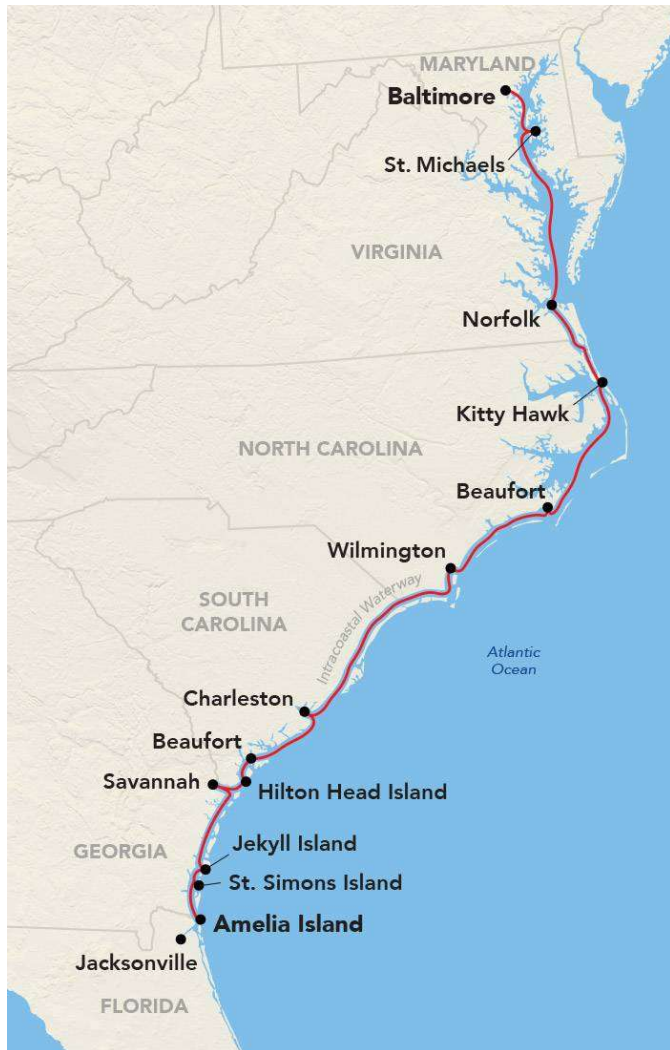 MARYLAND
Baltimore
St. Michaels
VIRGINIA
Norfolk
Kitty Hawk
NORTH CAROLINA
Beaufort
Wilmington
Intracoastal Waterway
SOUTH
CAROLINA
Atlantic
Ocean
Charleston
Beaufort
Savannah
Hilton Head Island
GEORGIA
Jekyll Island
St. Simons Island
Amelia Island
Jacksonville
FLORIDA